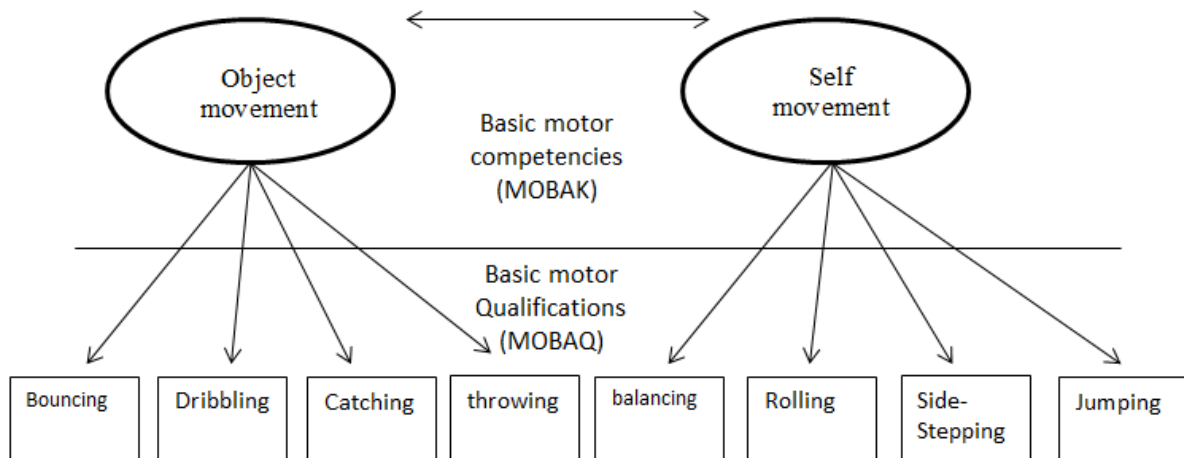 Object
movement
Self
movement
Basic motor
competencies
(MOBAK)
Basic motor
Qualifications
(MOBAQ)
Bouncing
Dribbling
Catching
throwing
balancing
Rolling
Side-
Stepping
Jumping